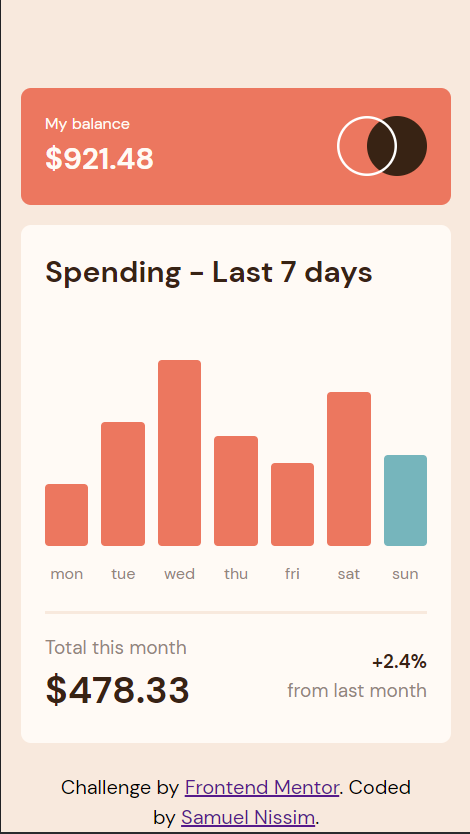 My balance
$921.48
Spending - Last 7 days
mon tue wed thu fri sat sun
Total this month
$478.33
+2.4%
from last month
Challenge by Frontend Mentor. Coded
by Samuel Nissim.